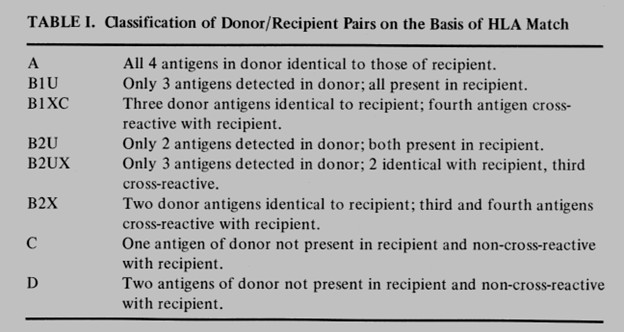 TABLE I. Classification of Donor/Recipient Pairs on the Basis of HLA Match
A All 4 antigens in donor identical to those of recipient.
B1U Only 3 antigens detected in donor; all present in recipient.
B1XC Three donor antigens identical to recipient; fourth antigen cross-
reactive with recipient.
B2U Only 2 antigens detected in donor; both present in recipient.
B2UX Only 3 antigens detected in donor; 2 identical with recipient, third
cross-reactive.
B2X Two donor antigens identical to recipient; third and fourth antigens
cross-reactive with recipient.
C One antigen of donor not present in recipient and non-cross-reactive
with recipient.
D Two antigens of donor not present in recipient and non-cross-reactive
with recipient.